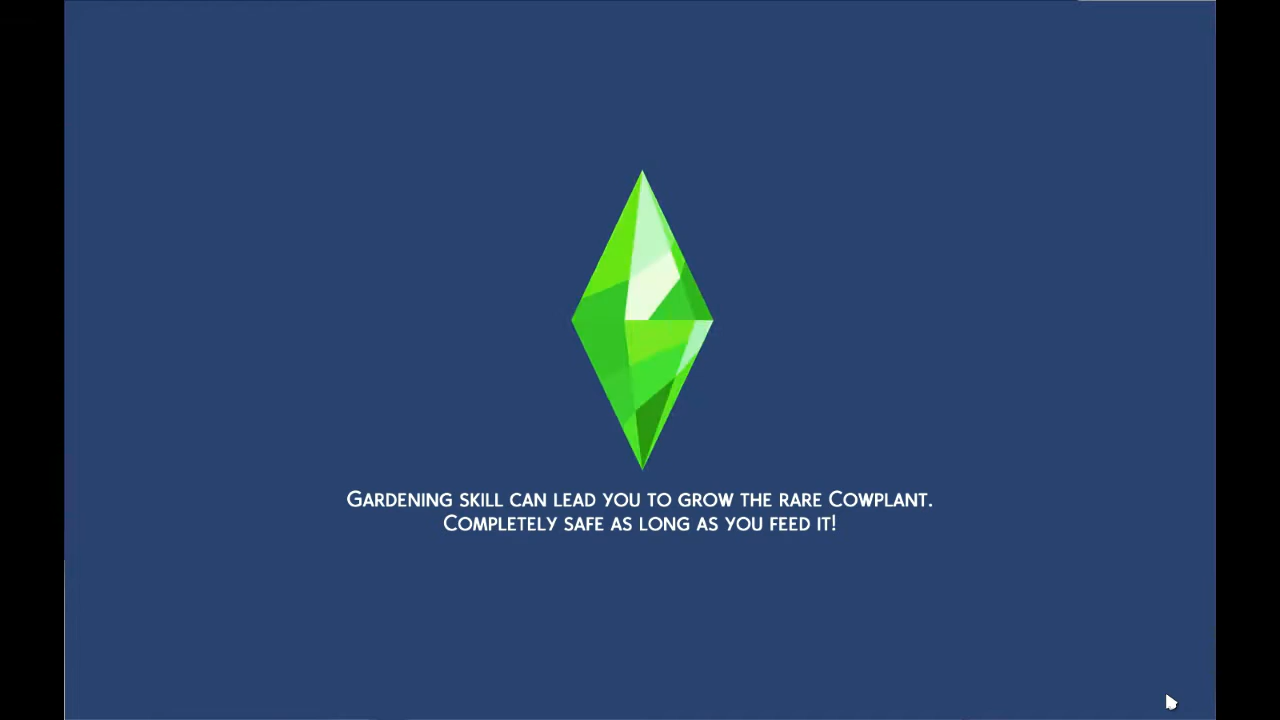 Gardening skill can lead you to grow the rare Cowplant.
Completely safe as long as you feed it!